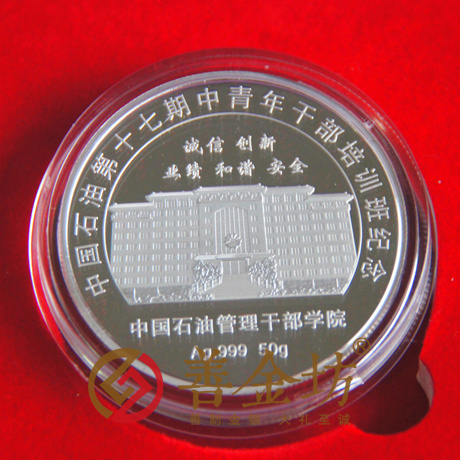 中国石油第十七期中青年干部培训班纪念
诚信 创新
业绩 和谐 安全
中国石油管理干部学院
Ag.999 50g
善金坊®